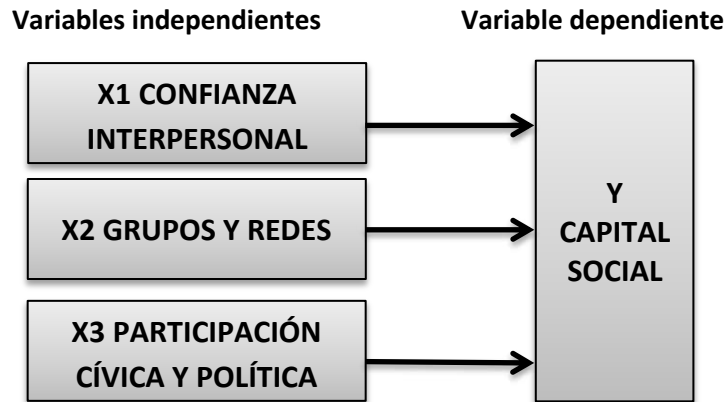 Variables independientes
Variable dependiente
X1 CONFIANZA
INTERPERSONAL
X2 GRUPOS Y REDES
X3 PARTICIPACIÓN
CÍVICA Y POLÍTICA
Y
CAPITAL
SOCIAL